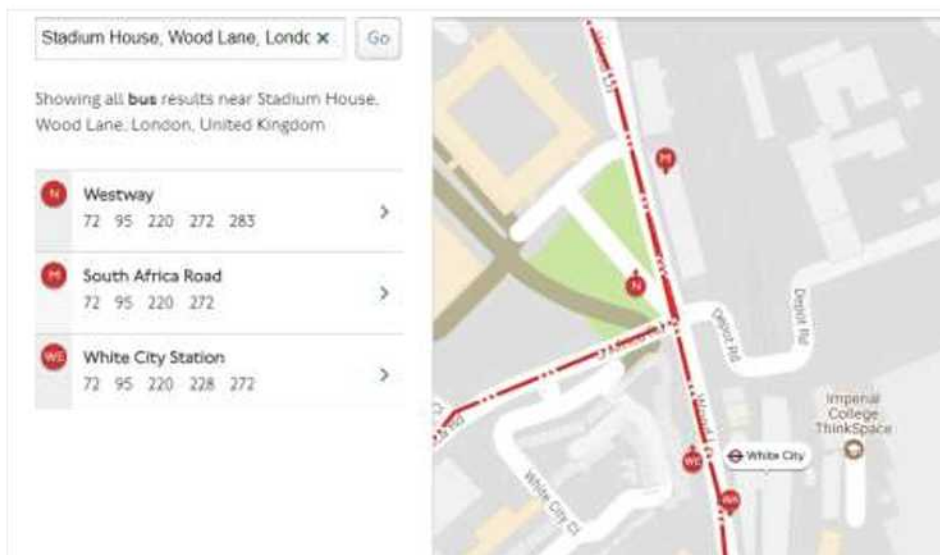 Stadium House, Wood Lane, Londc ×
Go
Showing all bus results near Stadium House,
Wood Lane, London, United Kingdom
N
Westway
72 95 220 272 283
M
South Africa Road
72 95 220 272
WE
White City Station
72 95 220 228 272
M
N
Depot Rd
Depot Rd
Imperial
College
ThinkSpace
WE
White City
WA
White City Cl